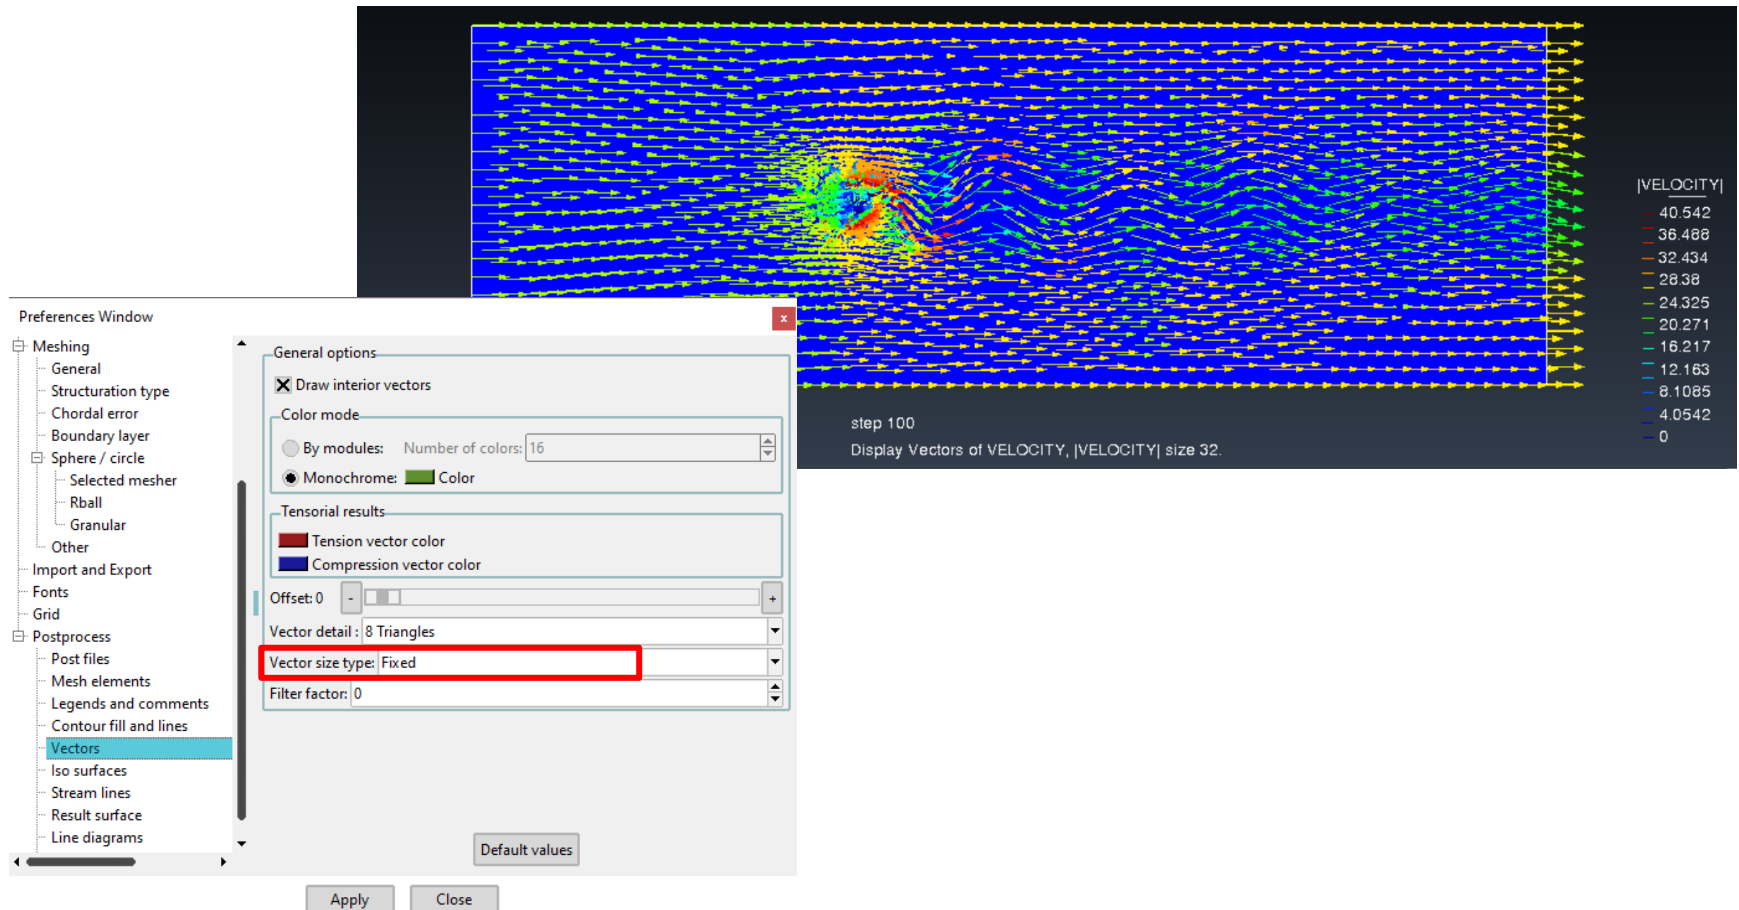 |VELOCITY|
40.542
36.488
32.434
28.38
24.325
20.271
16.217
12.163
8.1085
4.0542
0
step 100
Display Vectors of VELOCITY, |VELOCITY| size 32.
Preferences Window
x
Meshing
General
Structuration type
Chordal error
Boundary layer
Sphere / circle
Selected mesher
Rball
Granular
Other
Import and Export
Fonts
Grid
Postprocess
Post files
Mesh elements
Legends and comments
Contour fill and lines
Vectors
Iso surfaces
Stream lines
Result surface
Line diagrams
General options
Draw interior vectors
Color mode
By modules: Number of colors: 16
Monochrome: Color
Tensorial results
Tension vector color
Compression vector color
Offset: 0 - +
Vector detail : 8 Triangles
Vector size type: Fixed
Filter factor: 0
Default values
Apply Close